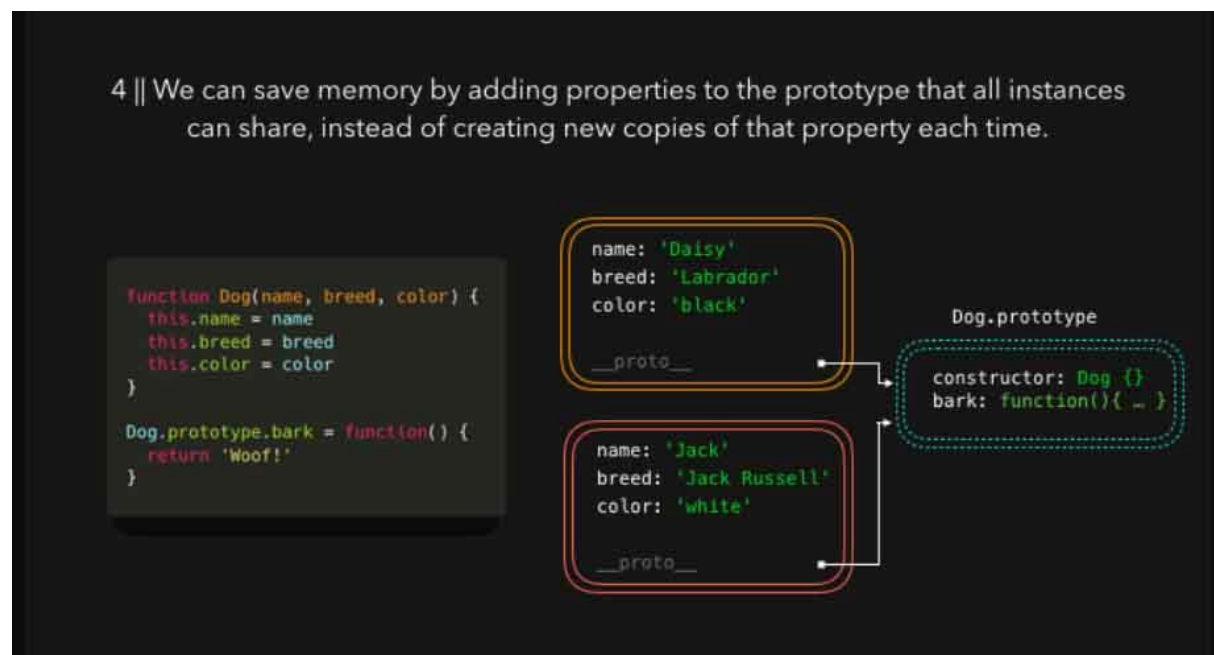 4 || We can save memory by adding properties to the prototype that all instances
can share, instead of creating new copies of that property each time.
function Dog(name, breed, color) {
this.name = name
this.breed = breed
this.color = color
}
Dog.prototype.bark = function() {
return 'Woof!'
}
name: 'Daisy'
breed: 'Labrador'
color: 'black'
__proto__
name: 'Jack'
breed: 'Jack Russell'
color: 'white'
__proto__
Dog.prototype
constructor: Dog {}
bark: function(){ … }